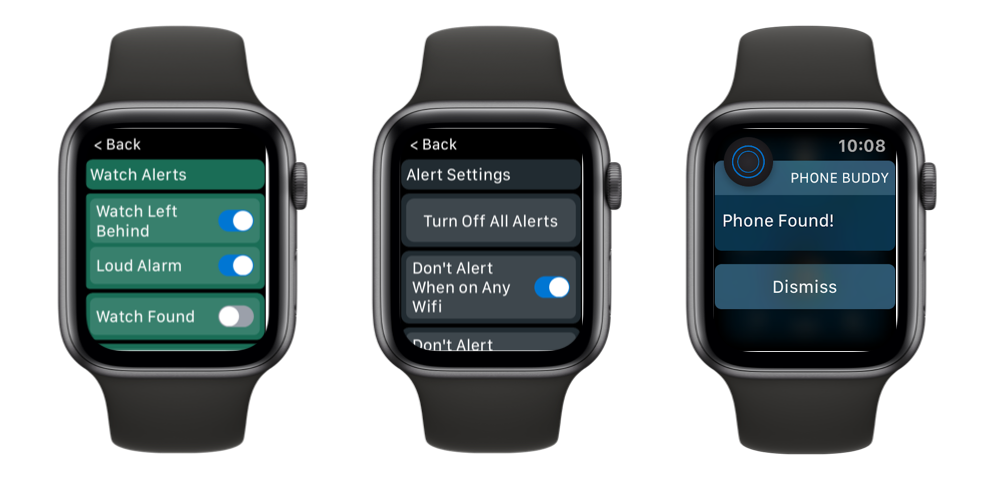 < Back
Watch Alerts
Watch Left
Behind
Loud Alarm
Watch Found
< Back
Alert Settings
Turn Off All Alerts
Don't Alert
When on Any
Wifi
Don't Alert
10:08
PHONE BUDDY
Phone Found!
Dismiss